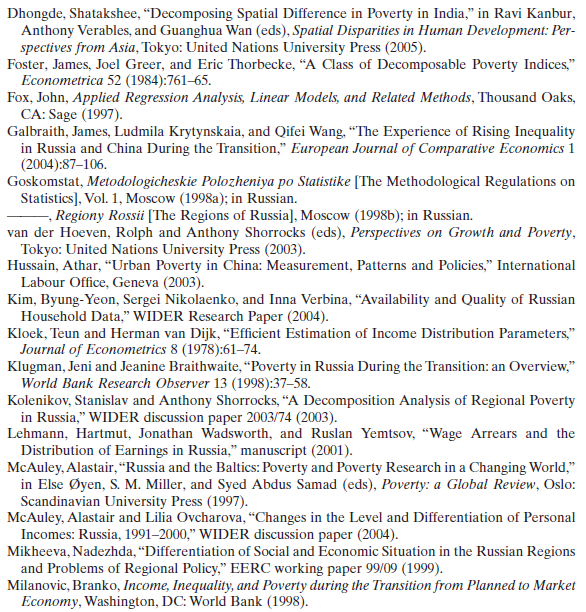 Dhongde, Shatakshee, “Decomposing Spatial Difference in Poverty in India,” in Ravi Kanbur,
Anthony Verables, and Guanghua Wan (eds), Spatial Disparities in Human Development: Per-
spectives from Asia, Tokyo: United Nations University Press (2005).
Foster, James, Joel Greer, and Eric Thorbecke, “A Class of Decomposable Poverty Indices,”
Econometrica 52 (1984):761–65.
Fox, John, Applied Regression Analysis, Linear Models, and Related Methods, Thousand Oaks,
CA: Sage (1997).
Galbraith, James, Ludmila Krytynskaia, and Qifei Wang, “The Experience of Rising Inequality
in Russia and China During the Transition,” European Journal of Comparative Economics 1
(2004):87–106.
Goskomstat, Metodologicheskie Polozheniya po Statistike [The Methodological Regulations on
Statistics], Vol. 1, Moscow (1998a); in Russian.
———, Regiony Rossii [The Regions of Russia], Moscow (1998b); in Russian.
van der Hoeven, Rolph and Anthony Shorrocks (eds), Perspectives on Growth and Poverty,
Tokyo: United Nations University Press (2003).
Hussain, Athar, “Urban Poverty in China: Measurement, Patterns and Policies,” International
Labour Office, Geneva (2003).
Kim, Byung-Yeon, Sergei Nikolaenko, and Inna Verbina, “Availability and Quality of Russian
Household Data,” WIDER Research Paper (2004).
Kloek, Teun and Herman van Dijk, “Efficient Estimation of Income Distribution Parameters,”
Journal of Econometrics 8 (1978):61–74.
Klugman, Jeni and Jeanine Braithwaite, “Poverty in Russia During the Transition: an Overview,”
World Bank Research Observer 13 (1998):37–58.
Kolenikov, Stanislav and Anthony Shorrocks, “A Decomposition Analysis of Regional Poverty
in Russia,” WIDER discussion paper 2003/74 (2003).
Lehmann, Hartmut, Jonathan Wadsworth, and Ruslan Yemtsov, “Wage Arrears and the
Distribution of Earnings in Russia,” manuscript (2001).
McAuley, Alastair, “Russia and the Baltics: Poverty and Poverty Research in a Changing World,”
in Else Øyen, S. M. Miller, and Syed Abdus Samad (eds), Poverty: a Global Review, Oslo:
Scandinavian University Press (1997).
McAuley, Alastair and Lilia Ovcharova, “Changes in the Level and Differentiation of Personal
Incomes: Russia, 1991–2000,” WIDER discussion paper (2004).
Mikheeva, Nadezhda, “Differentiation of Social and Economic Situation in the Russian Regions
and Problems of Regional Policy,” EERC working paper 99/09 (1999).
Milanovic, Branko, Income, Inequality, and Poverty during the Transition from Planned to Market
Economy, Washington, DC: World Bank (1998).